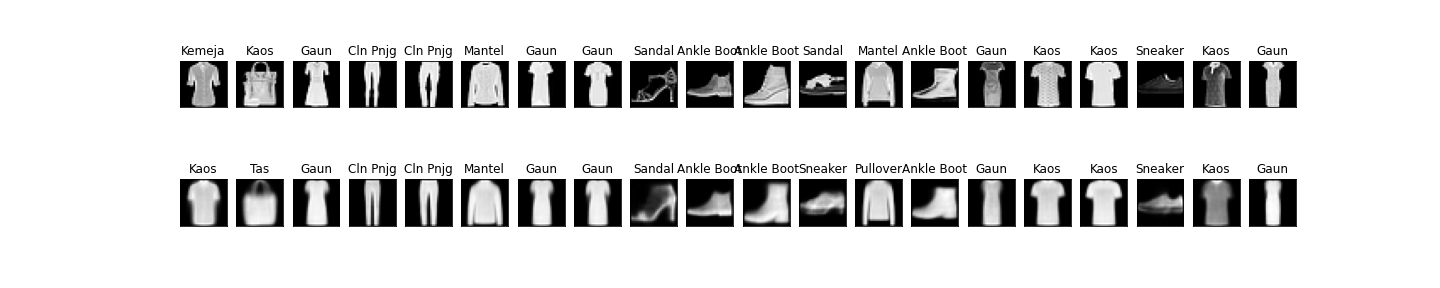 Kemeja Kaos Gaun Cln Pnjg Cln Pnjg Mantel Gaun Gaun Sandal Ankle Boot Ankle Boot Sandal Mantel Ankle Boot Gaun Kaos Kaos Sneaker Kaos Gaun
Kaos Tas Gaun Cln Pnjg Cln Pnjg Mantel Gaun Gaun Sandal Ankle Boot Ankle Boot Sneaker Pullover Ankle Boot Gaun Kaos Kaos Sneaker Kaos Gaun